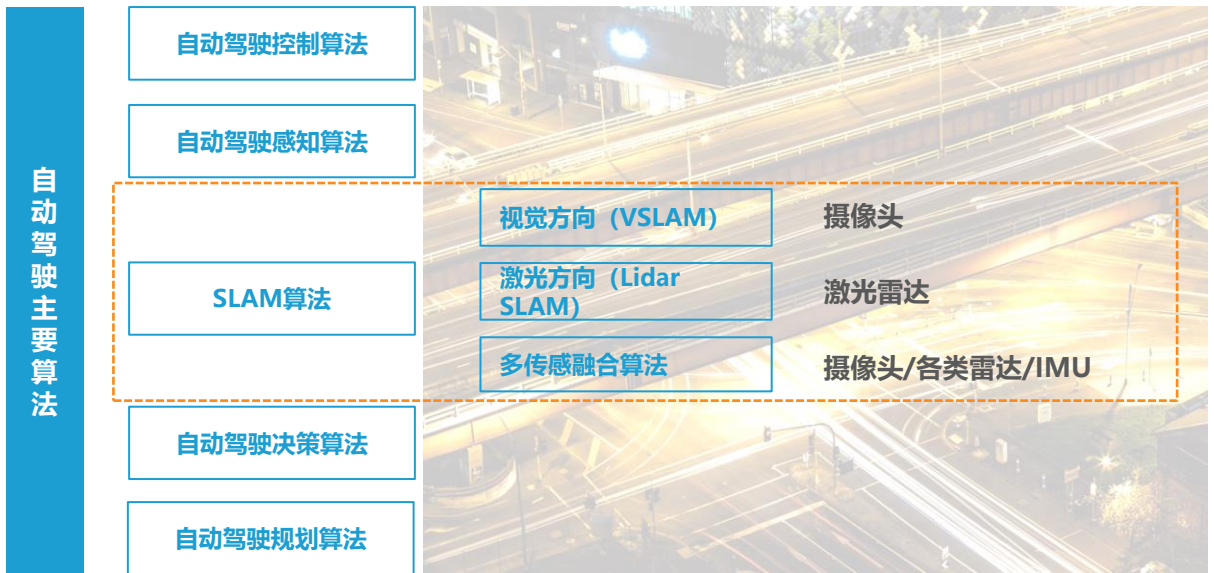 自动驾驶主要算法
自动驾驶控制算法
自动驾驶感知算法
SLAM算法
视觉方向（VSLAM） 摄像头
激光方向（Lidar
SLAM） 激光雷达
多传感融合算法 摄像头/各类雷达/IMU
自动驾驶决策算法
自动驾驶规划算法